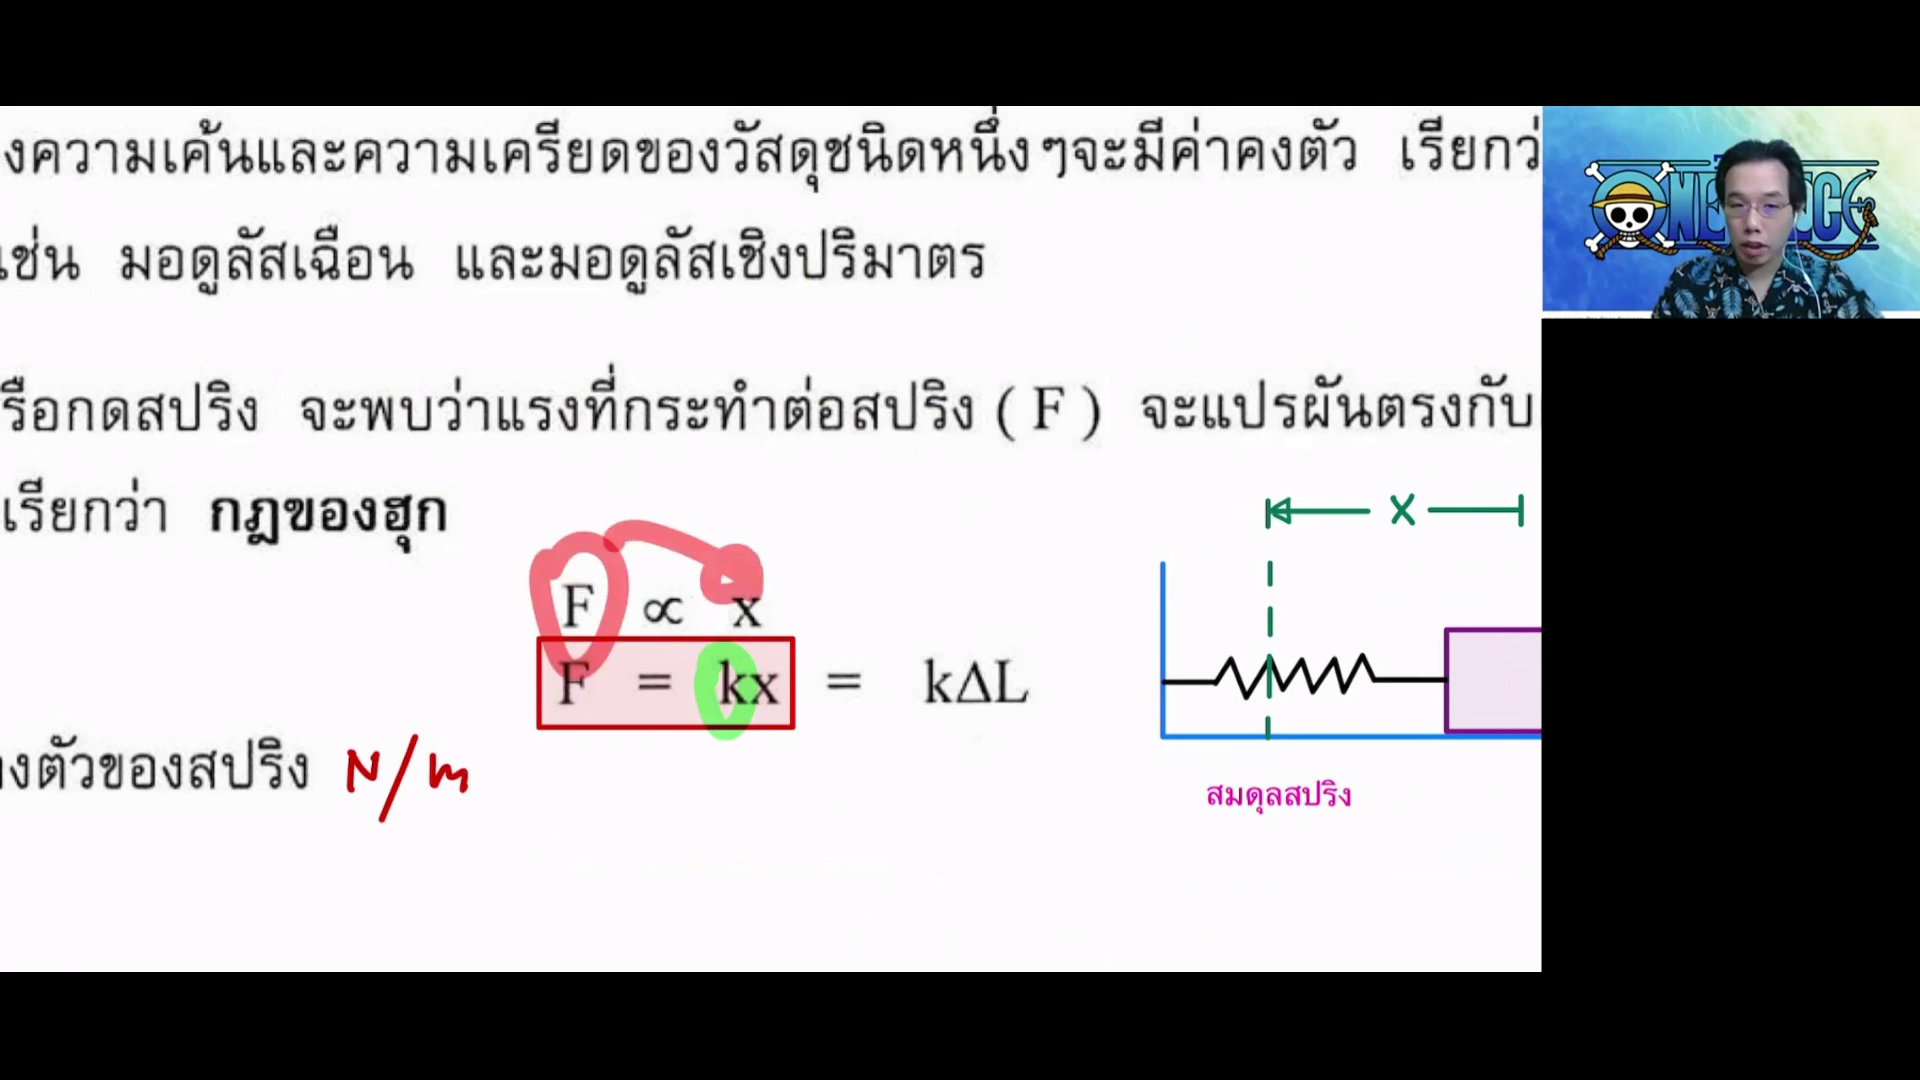 งความเค้นและความเครียดของวัสดุชนิดหนึ่งๆจะมีค่าคงตัว เรียกว่
เช่น มอดูลัสเฉือน และมอดูลัสเชิงปริมาตร
รือกดสปริง จะพบว่าแรงที่กระทำต่อสปริง ( F ) จะแปรผันตรงกับ
เรียกว่า กฎของฮุก
x
F ∝ x
F = kx = kΔL
งตัวของสปริง N/m
สมดุลสปริง